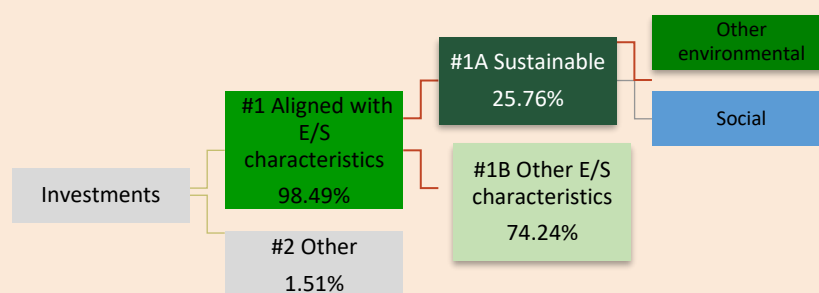 Investments
#1 Aligned with
E/S
characteristics
98.49%
#2 Other
1.51%
#1A Sustainable
25.76%
#1B Other E/S
characteristics
74.24%
Other
environmental
Social